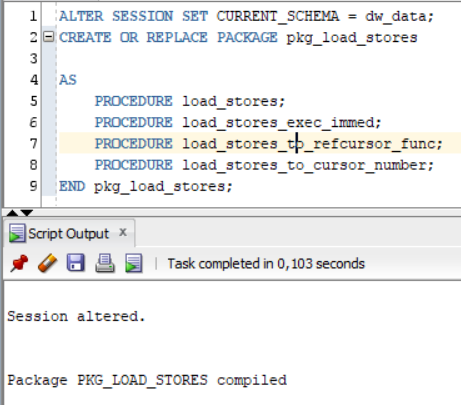 1 ALTER SESSION SET CURRENT_SCHEMA = dw_data;
2 CREATE OR REPLACE PACKAGE pkg_load_stores
3
4 AS
5 PROCEDURE load_stores;
6 PROCEDURE load_stores_exec_immed;
7 PROCEDURE load_stores_to_refcursor_func;
8 PROCEDURE load_stores_to_cursor_number;
9 END pkg_load_stores;
Script Output x
Task completed in 0,103 seconds
Session altered.
Package PKG_LOAD_STORES compiled